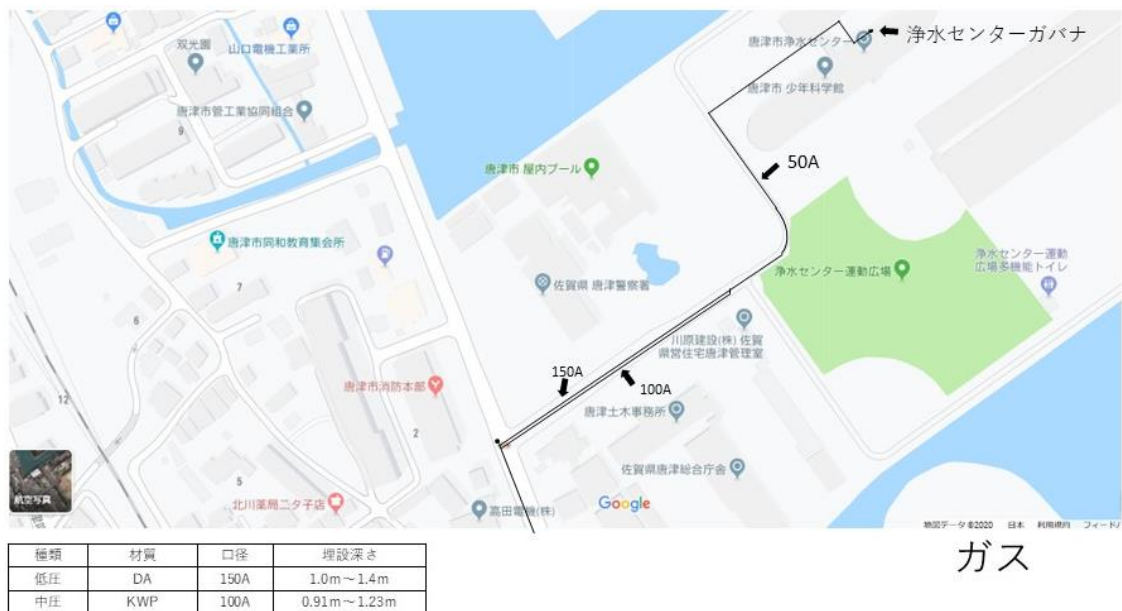 双光園
山口電機工業所
唐津市管工業協同組合
9
唐津市浄水センター
浄水センターガバナ
唐津市 少年科学館
唐津市 屋内プール
50A
唐津市同和教育集会所
佐賀県 唐津警察署
浄水センター運動広場
浄水センター運動
広場多機能トイレ
7
6
川原建設(株) 佐賀
県営住宅唐津管理室
150A
100A
唐津市消防本部
12
2
唐津土木事務所
5
佐賀県唐津総合庁舎
航空写真
北川薬局二タ子店
高田電機(株)
Google
地図データ ©2020 日本 利用規約 フィード/
ガス
種類 材質 口径 埋設深さ
低圧 DA 150A 1.0m~1.4m
中圧 KWP 100A 0.91m~1.23m